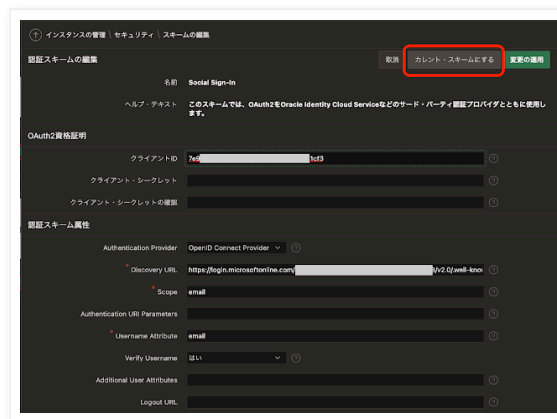 インスタンスの管理 \ セキュリティ \ スキームの編集
認証スキームの編集
取消
カレント・スキームにする
変更の適用
名前 Social Sign-In
ヘルプ・テキスト このスキームでは、OAuth2をOracle Identity Cloud Serviceなどのサード・パーティ認証プロバイダとともに使用し
ます。
OAuth2資格証明
クライアントID 7e9 1cf3
クライアント・シークレット
クライアント・シークレットの確認
認証スキーム属性
Authentication Provider OpenID Connect Provider
* Discovery URL https://login.microsoftonline.com/ /v2.0/.well-know
* Scope email
Authentication URI Parameters
* Username Attribute email
Verify Username はい
Additional User Attributes
Logout URL